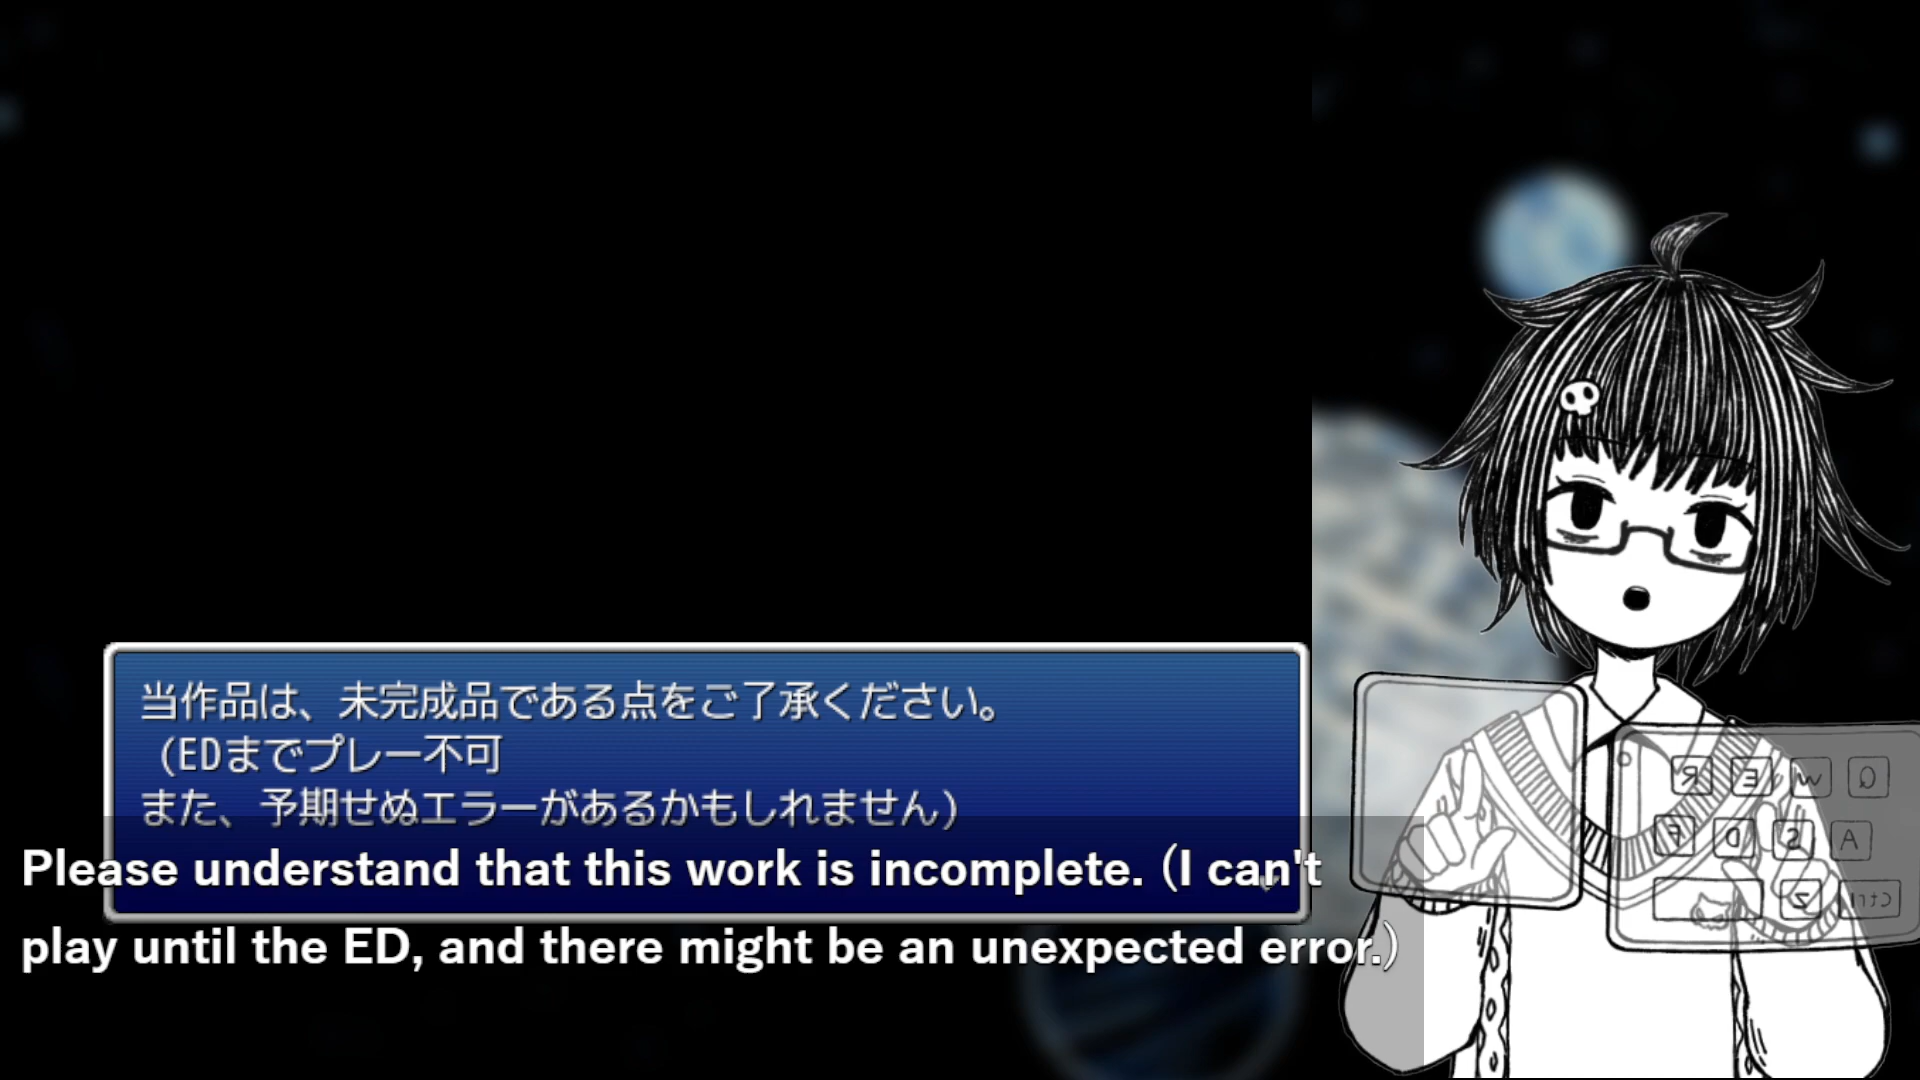 当作品は、未完成品である点をご了承ください。
(EDまでプレー不可
また、予期せぬエラーがあるかもしれません)
Please understand that this work is incomplete. (I can't
play until the ED, and there might be an unexpected error.)
R E W Q
F D S A
Z Ctrl